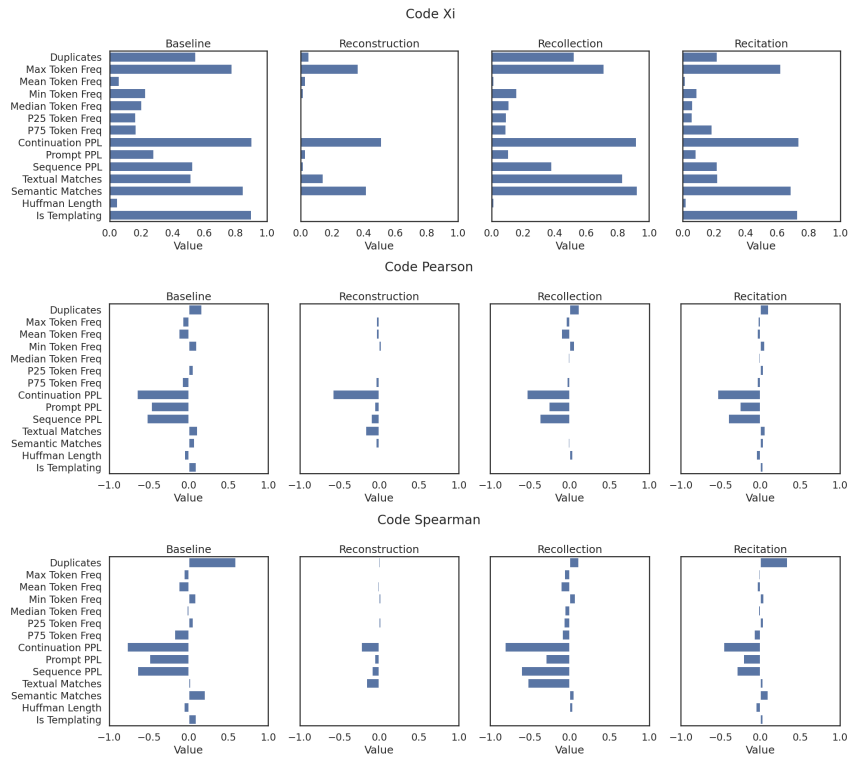 Code Xi
Baseline Reconstruction Recollection Recitation
Duplicates
Max Token Freq
Mean Token Freq
Min Token Freq
Median Token Freq
P25 Token Freq
P75 Token Freq
Continuation PPL
Prompt PPL
Sequence PPL
Textual Matches
Semantic Matches
Huffman Length
Is Templating
0.0 0.2 0.4 0.6 0.8 1.0 0.0 0.2 0.4 0.6 0.8 1.0 0.0 0.2 0.4 0.6 0.8 1.0 0.0 0.2 0.4 0.6 0.8 1.0
Value Value Value Value
Code Pearson
Baseline Reconstruction Recollection Recitation
Duplicates
Max Token Freq
Mean Token Freq
Min Token Freq
Median Token Freq
P25 Token Freq
P75 Token Freq
Continuation PPL
Prompt PPL
Sequence PPL
Textual Matches
Semantic Matches
Huffman Length
Is Templating
−1.0 −0.5 0.0 0.5 1.0 −1.0 −0.5 0.0 0.5 1.0 −1.0 −0.5 0.0 0.5 1.0 −1.0 −0.5 0.0 0.5 1.0
Value Value Value Value
Code Spearman
Baseline Reconstruction Recollection Recitation
Duplicates
Max Token Freq
Mean Token Freq
Min Token Freq
Median Token Freq
P25 Token Freq
P75 Token Freq
Continuation PPL
Prompt PPL
Sequence PPL
Textual Matches
Semantic Matches
Huffman Length
Is Templating
−1.0 −0.5 0.0 0.5 1.0 −1.0 −0.5 0.0 0.5 1.0 −1.0 −0.5 0.0 0.5 1.0 −1.0 −0.5 0.0 0.5 1.0
Value Value Value Value